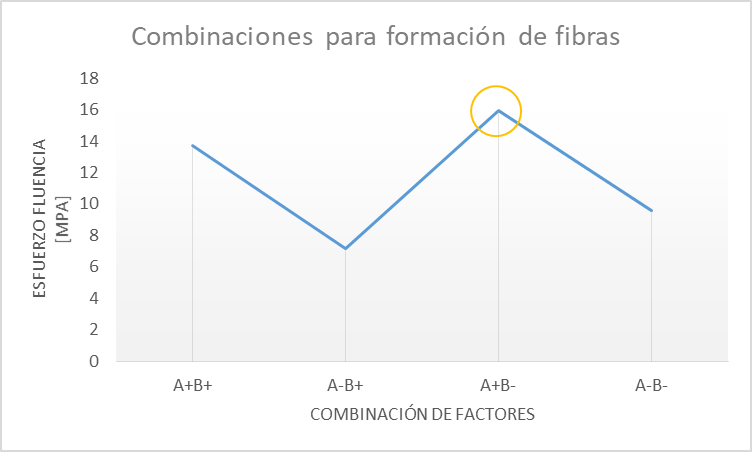 Combinaciones para formación de fibras
18
16
14
12
10
8
6
4
2
0
ESFUERZO FLUENCIA
[MPA]
A+B+ A-B+ A+B- A-B-
COMBINACIÓN DE FACTORES